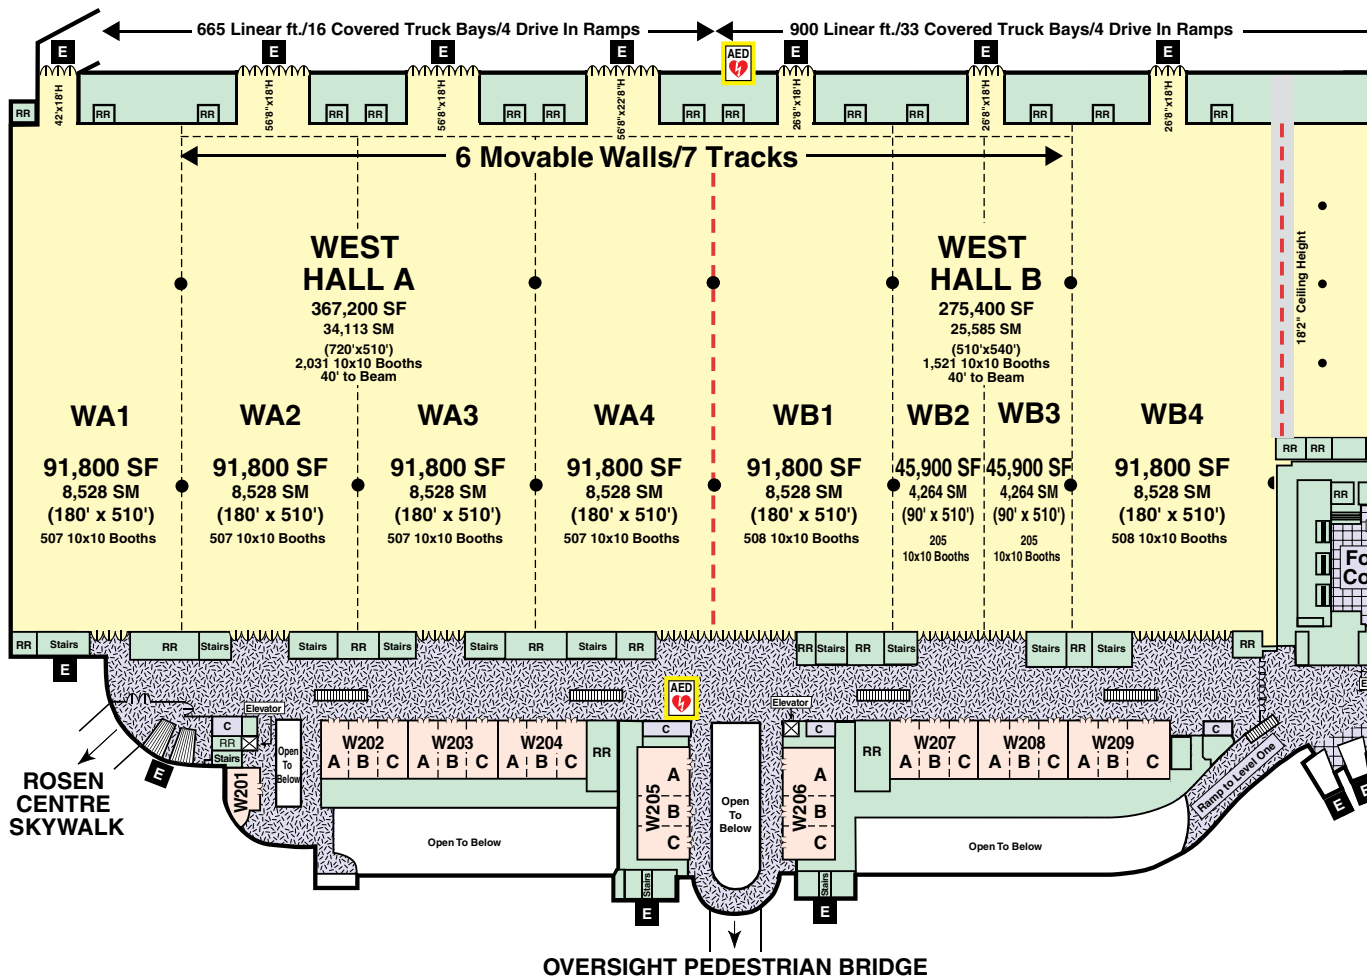 665 Linear ft./16 Covered Truck Bays/4 Drive In Ramps
900 Linear ft./33 Covered Truck Bays/4 Drive In Ramps
E
E
E
E
E
E
E
AED
42'x18'H
56'8"x18'H
56'8"x18'H
56'8"x22'8"H
26'8"x18'H
26'8"x18'H
26'8"x18'H
RR
RR
RR
RR
RR
RR
RR
RR
RR
RR
RR
RR
RR
RR
6 Movable Walls/7 Tracks
WEST
HALL A
367,200 SF
34,113 SM
(720'x510')
2,031 10x10 Booths
40' to Beam
WEST
HALL B
275,400 SF
25,585 SM
(510'x540')
1,521 10x10 Booths
40' to Beam
18'2" Ceiling Height
WA1
91,800 SF
8,528 SM
(180' x 510')
507 10x10 Booths
WA2
91,800 SF
8,528 SM
(180' x 510')
507 10x10 Booths
WA3
91,800 SF
8,528 SM
(180' x 510')
507 10x10 Booths
WA4
91,800 SF
8,528 SM
(180' x 510')
507 10x10 Booths
WB1
91,800 SF
8,528 SM
(180' x 510')
508 10x10 Booths
WB2
45,900 SF
4,264 SM
(90' x 510')
205
10x10 Booths
WB3
45,900 SF
4,264 SM
(90' x 510')
205
10x10 Booths
WB4
91,800 SF
8,528 SM
(180' x 510')
508 10x10 Booths
RR
RR
RR
Fo
Co
RR
Stairs
RR
Stairs
Stairs
RR
Stairs
Stairs
RR
Stairs
RR
RR
Stairs
RR
Stairs
Stairs
RR
Stairs
RR
E
AED
Elevator
Elevator
E
C
RR
Stairs
W201
Open
To
Below
W202
A B C
W203
A B C
W204
A B C
RR
C
W205
A
B
C
Open
To
Below
C
W206
A
B
C
RR
W207
A B C
W208
A B C
W209
A B C
C
Ramp to Level One
E
E
E
ROSEN
CENTRE
SKYWALK
Open To Below
Open To Below
Stairs
Stairs
E
E
OVERSIGHT PEDESTRIAN BRIDGE